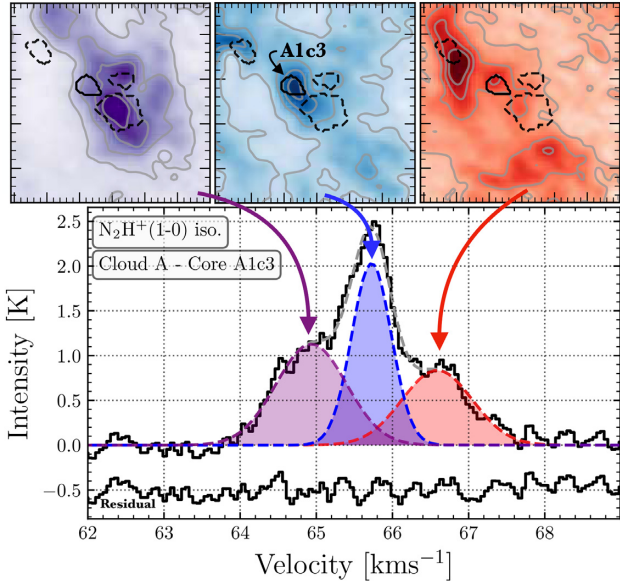 A1c3
N₂H⁺(1-0) iso.
Cloud A - Core A1c3
Intensity [K]
2.5
2.0
1.5
1.0
0.5
0.0
−0.5
Residual
62 63 64 65 66 67 68
Velocity [kms⁻¹]